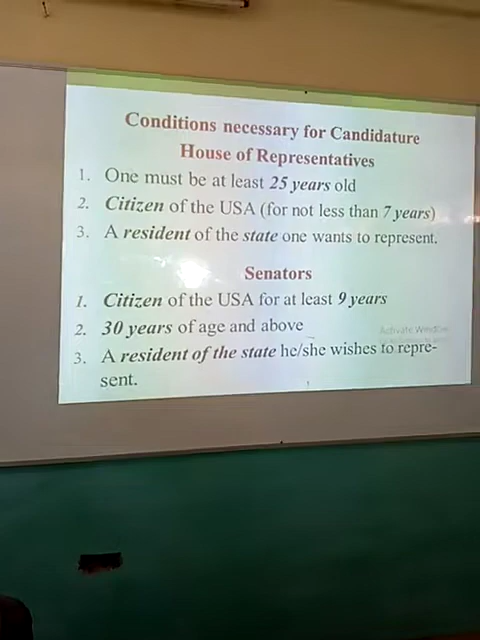 Conditions necessary for Candidature
House of Representatives
1. One must be at least 25 years old
2. Citizen of the USA (for not less than 7 years)
3. A resident of the state one wants to represent.
Senators
1. Citizen of the USA for at least 9 years
2. 30 years of age and above
Activate Windows
3. A resident of the state he/she wishes to repre-
sent.